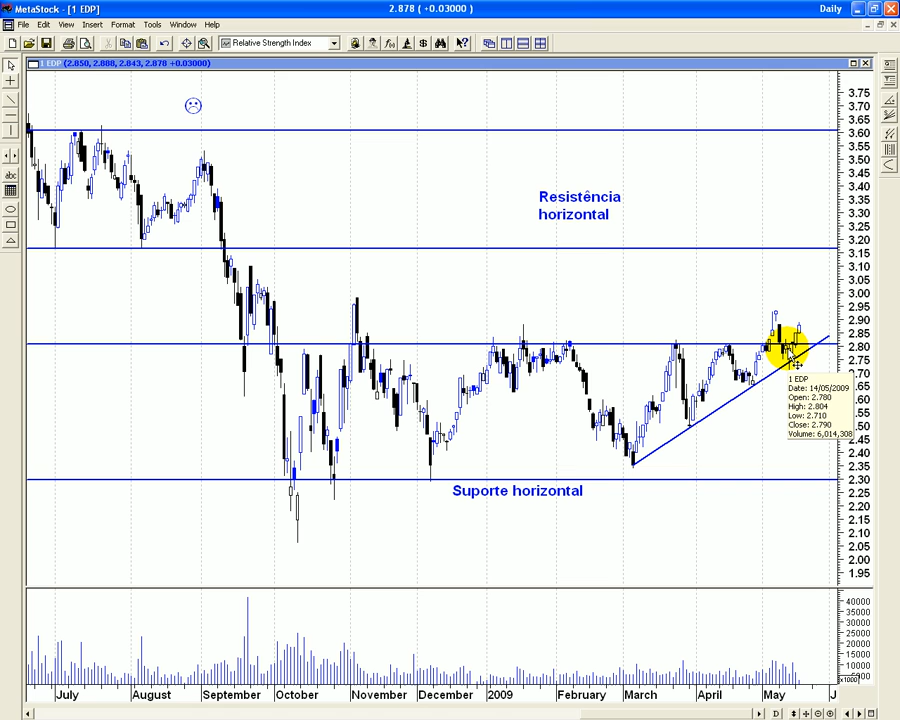 MetaStock - [1 EDP]
2.878 ( +0.03000 )
Daily
File Edit View Insert Format Tools Window Help
Relative Strength Index
1 EDP (2.850, 2.888, 2.843, 2.878 +0.03000)
abc
3.75
3.70
3.65
3.60
3.55
3.50
3.45
3.40
3.35
3.30
3.25
3.20
3.15
3.10
3.05
3.00
2.95
2.90
2.85
2.80
2.75
2.70
2.60
2.55
2.50
2.45
2.40
2.35
2.30
2.25
2.20
2.15
2.10
2.05
2.00
1.95
Resistência
horizontal
1 EDP
Date: 14/05/2009
Open: 2.780
High: 2.804
Low: 2.710
Close: 2.790
Volume: 6,014,308
Suporte horizontal
40000
35000
30000
25000
20000
15000
10000
x1000
July August September October November December 2009 February March April May J
D